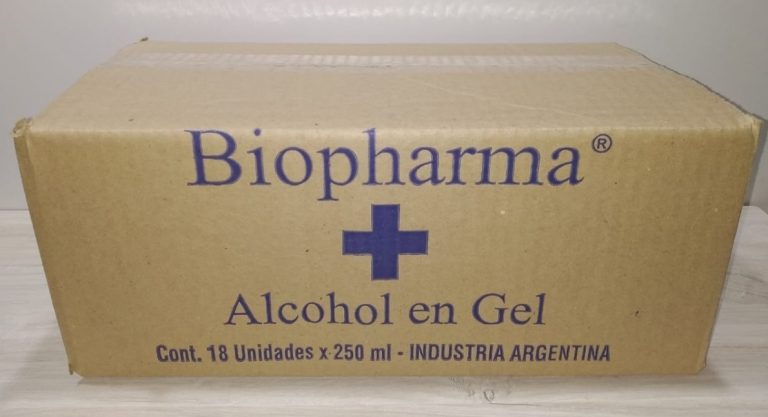 Biopharma®
Alcohol en Gel
Cont. 18 Unidades x 250 ml - INDUSTRIA ARGENTINA